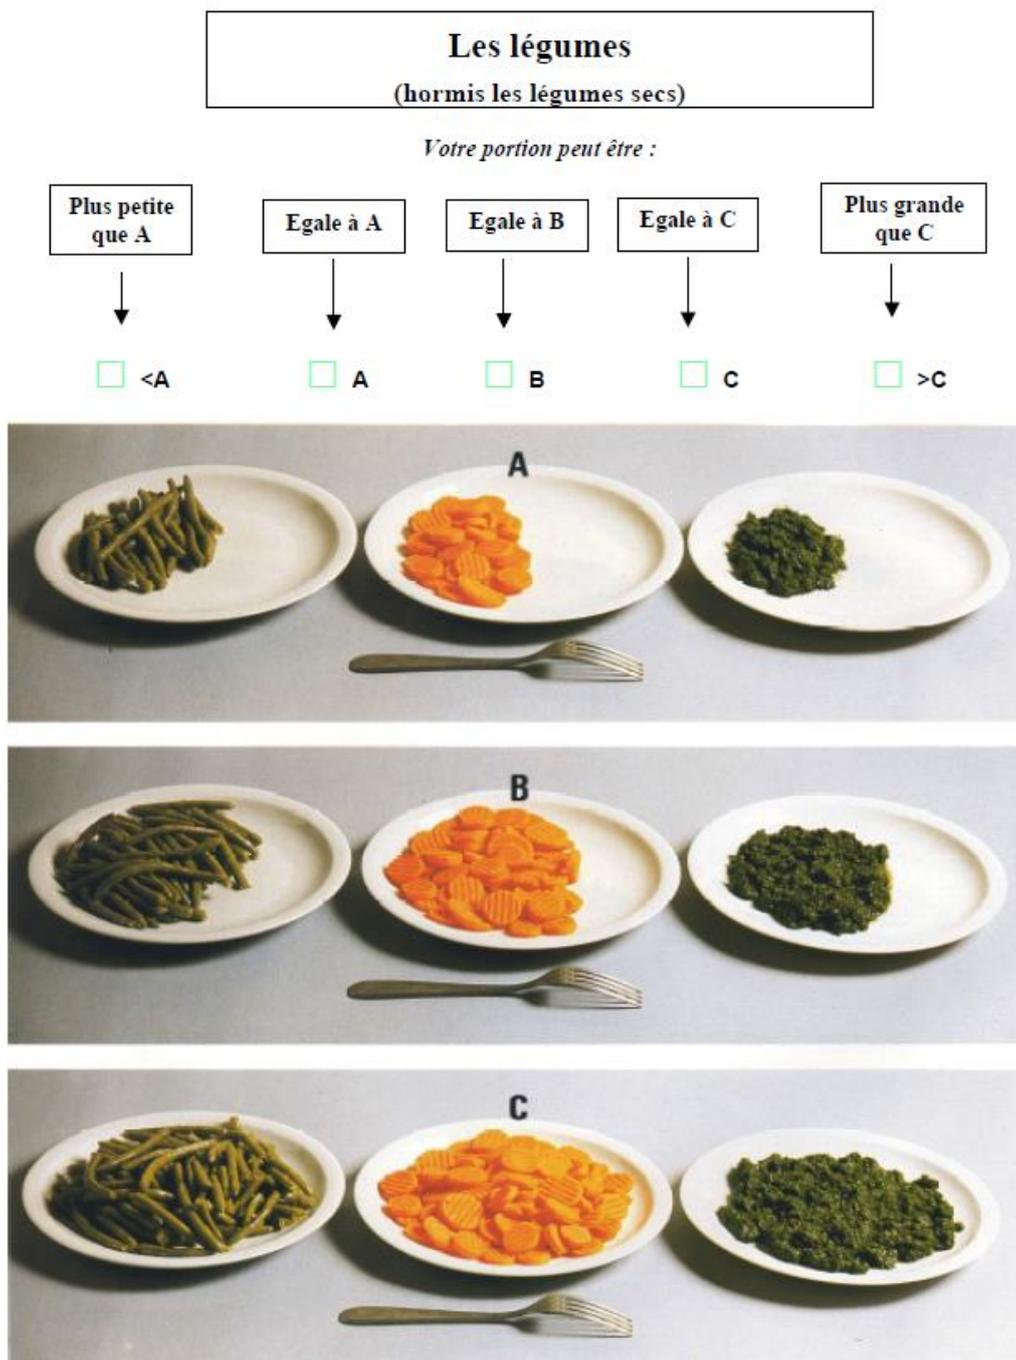 Les légumes
(hormis les légumes secs)
Votre portion peut être :
Plus petite
que A
Egale à A
Egale à B
Egale à C
Plus grande
que C
<A
A
B
C
>C
A
B
C